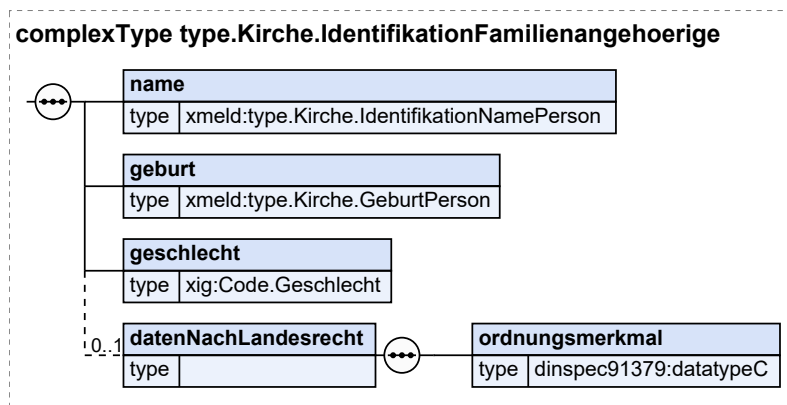 complexType type.Kirche.IdentifikationFamilienangehoerige
name
type xmeld:type.Kirche.IdentifikationNamePerson
geburt
type xmeld:type.Kirche.GeburtPerson
geschlecht
type xig:Code.Geschlecht
0..1
datenNachLandesrecht
type
ordnungsmerkmal
type dinspec91379:datatypeC